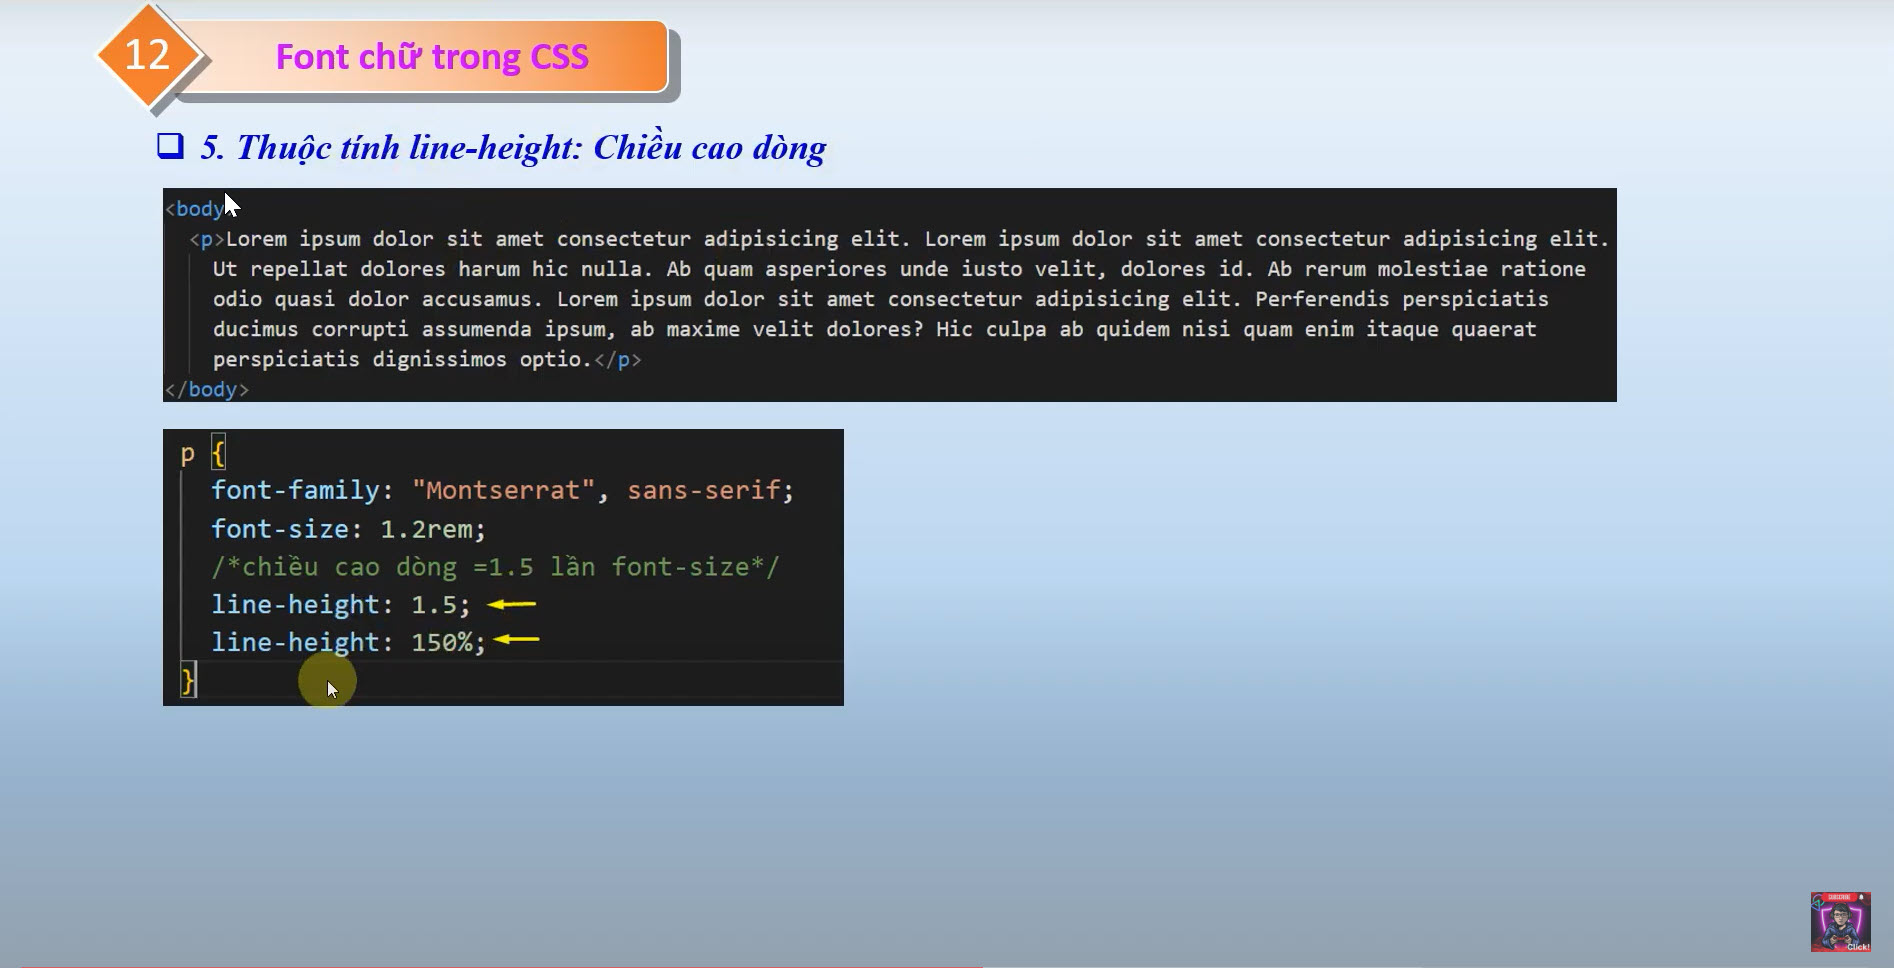 12
Font chữ trong CSS
5. Thuộc tính line-height: Chiều cao dòng
<body
<p>Lorem ipsum dolor sit amet consectetur adipisicing elit. Lorem ipsum dolor sit amet consectetur adipisicing elit.
Ut repellat dolores harum hic nulla. Ab quam asperiores unde iusto velit, dolores id. Ab rerum molestiae ratione
odio quasi dolor accusamus. Lorem ipsum dolor sit amet consectetur adipisicing elit. Perferendis perspiciatis
ducimus corrupti assumenda ipsum, ab maxime velit dolores? Hic culpa ab quidem nisi quam enim itaque quaerat
perspiciatis dignissimos optio.</p>
</body>
p {
font-family: "Montserrat", sans-serif;
font-size: 1.2rem;
/*chiều cao dòng =1.5 lần font-size*/
line-height: 1.5;
line-height: 150%;
}
SUBSCRIBE
Click!